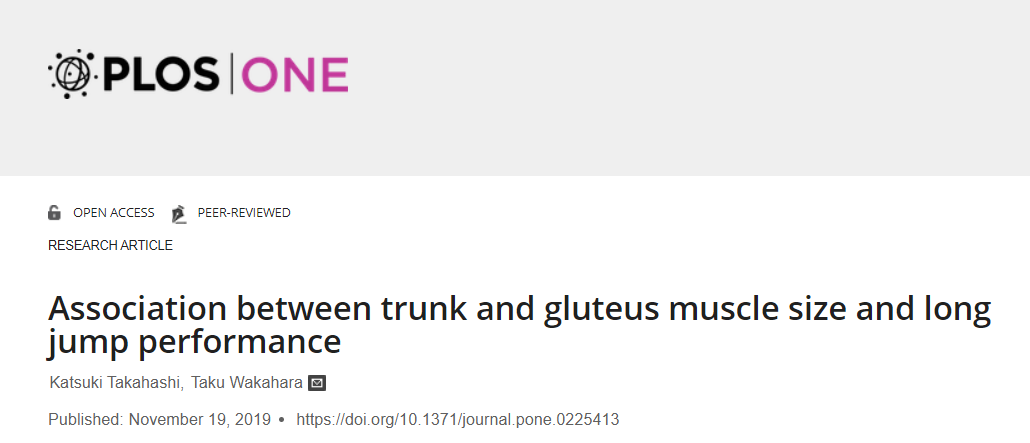 PLOS | ONE
OPEN ACCESS PEER-REVIEWED
RESEARCH ARTICLE
Association between trunk and gluteus muscle size and long
jump performance
Katsuki Takahashi, Taku Wakahara
Published: November 19, 2019 • https://doi.org/10.1371/journal.pone.0225413